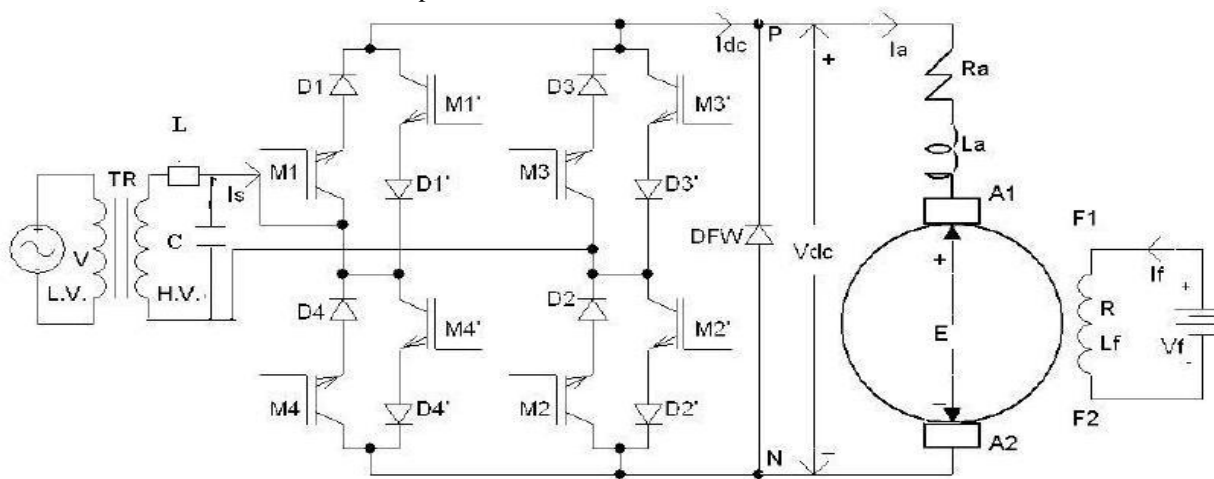 P
Idc
Ia
+
D1
M1'
D3
M3'
Ra
L
La
M1
M3
TR
Is
D1'
D3'
A1
F1
DFW
Vdc
+
If
V
C
+
L.V.
H.V.
D4
M4'
D2
M2'
E
R
Lf
Vf
-
M4
D4'
M2
D2'
–
F2
N
–
A2